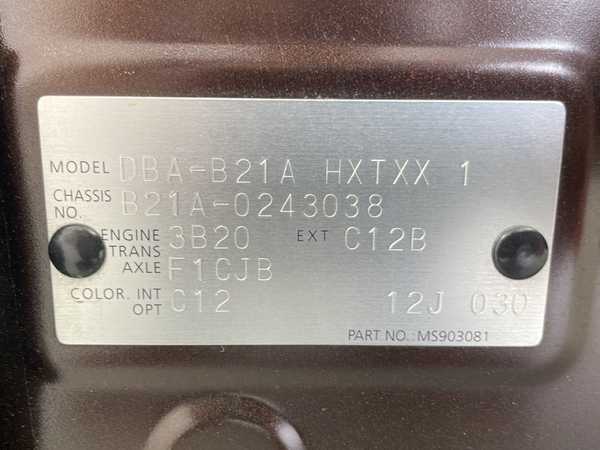 MODEL DBA-B21A HXTXX 1
CHASSIS NO. B21A-0243038
ENGINE 3B20 EXT C12B
TRANS AXLE F1CJB
COLOR. INT OPT C12 12J 030
PART NO.: MS903081